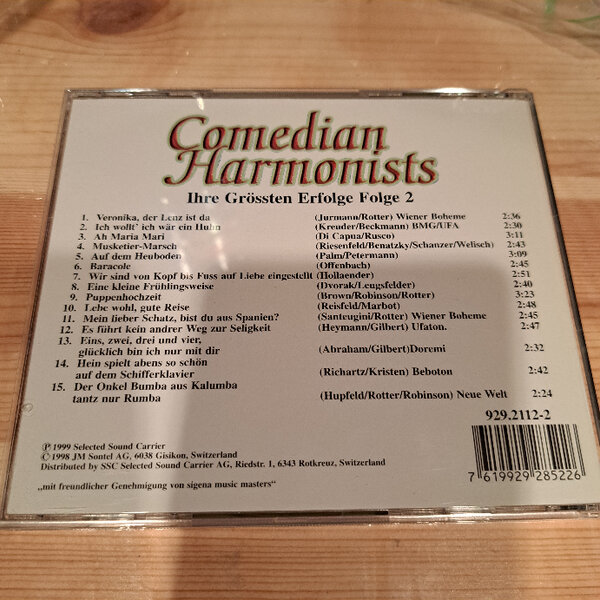 Comedian
Harmonists
Ihre Grössten Erfolge Folge 2
1. Veronika, der Lenz ist da (Jurmann/Rotter) Wiener Boheme 2:36
2. Ich wollt' ich wär ein Huhn (Kreuder/Beckmann) BMG/UFA 2:30
3. Ah Maria Mari (Di Capua/Rusco) 3:11
4. Musketier-Marsch (Riesenfeld/Benatzky/Schanzer/Welisch) 2:43
5. Auf dem Heuboden (Palm/Petermann) 3:09
6. Baracole (Offenbach) 2:45
7. Wir sind von Kopf bis Fuss auf Liebe eingestellt (Hollaender) 2:51
8. Eine kleine Frühlingsweise (Dvorak/Lengsfelder) 2:40
9. Puppenhochzeit (Brown/Robinson/Rotter) 3:23
10. Lebe wohl, gute Reise (Reisfeld/Marbot) 2:48
11. Mein lieber Schatz, bist du aus Spanien? (Santeugini/Rotter) Wiener Boheme 2:45
12. Es führt kein andrer Weg zur Seligkeit (Heymann/Gilbert) Ufaton. 2:47
13. Eins, zwei, drei und vier,
glücklich bin ich nur mit dir (Abraham/Gilbert)Doremi 2:32
14. Hein spielt abens so schön
auf dem Schifferklavier (Richartz/Kristen) Beboton 2:42
15. Der Onkel Bumba aus Kalumba
tantz nur Rumba (Hupfeld/Rotter/Robinson) Neue Welt 2:24
929.2112-2
℗ 1999 Selected Sound Carrier
© 1998 JM Sontel AG, 6038 Gisikon, Switzerland
Distributed by SSC Selected Sound Carrier AG, Riedstr. 1, 6343 Rotkreuz, Switzerland
„mit freundlicher Genehmigung von sigena music masters"
7 619929 285226